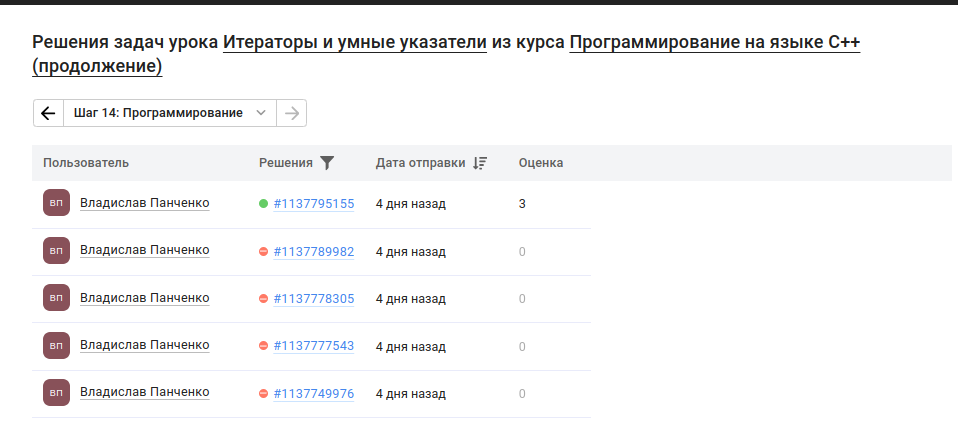 Решения задач урока Итераторы и умные указатели из курса Программирование на языке C++
(продолжение)
Шаг 14: Программирование
Пользователь Решения Дата отправки Оценка
ВП Владислав Панченко #1137795155 4 дня назад 3
ВП Владислав Панченко #1137789982 4 дня назад 0
ВП Владислав Панченко #1137778305 4 дня назад 0
ВП Владислав Панченко #1137777543 4 дня назад 0
ВП Владислав Панченко #1137749976 4 дня назад 0